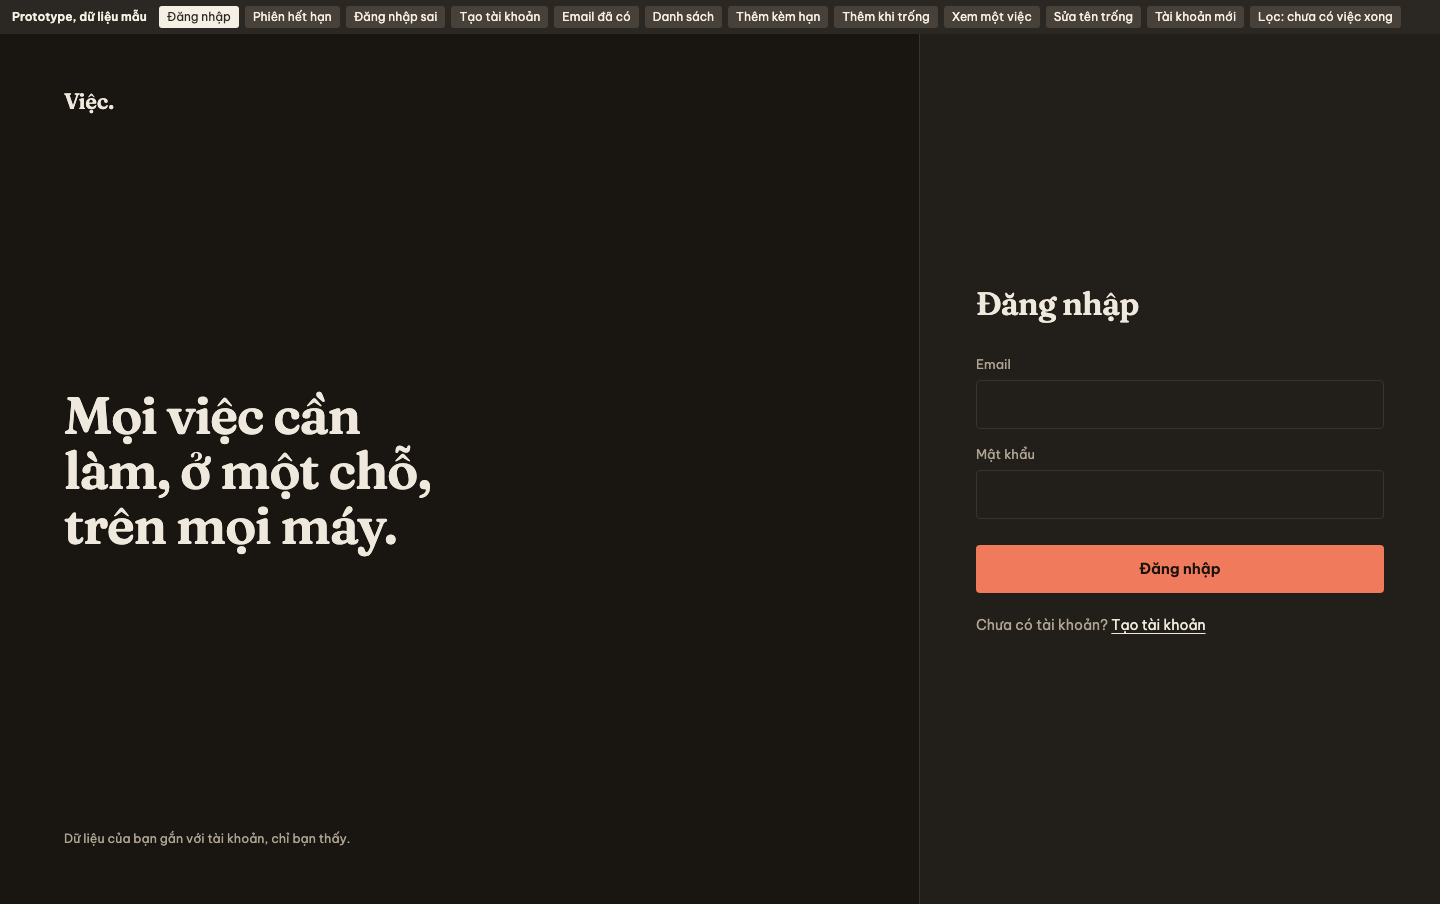 Prototype, dữ liệu mẫu Đăng nhập Phiên hết hạn Đăng nhập sai Tạo tài khoản Email đã có Danh sách Thêm kèm hạn Thêm khi trống Xem một việc Sửa tên trống Tài khoản mới Lọc: chưa có việc xong
Việc.
Mọi việc cần
làm, ở một chỗ,
trên mọi máy.
Dữ liệu của bạn gắn với tài khoản, chỉ bạn thấy.
Đăng nhập
Email
Mật khẩu
Đăng nhập
Chưa có tài khoản? Tạo tài khoản